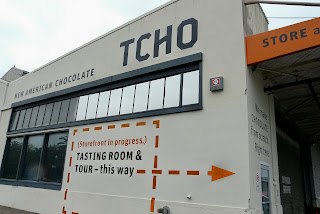 TCHO
NEW AMERICAN CHOCOLATE
STORE a
(Storefront in progress.)
TASTING ROOM &
TOUR – this way